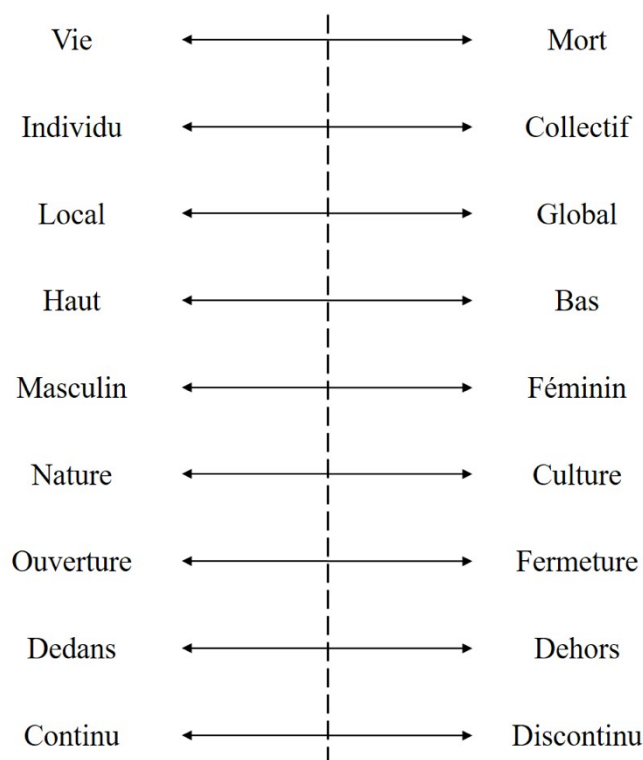 Vie Mort
Individu Collectif
Local Global
Haut Bas
Masculin Féminin
Nature Culture
Ouverture Fermeture
Dedans Dehors
Continu Discontinu